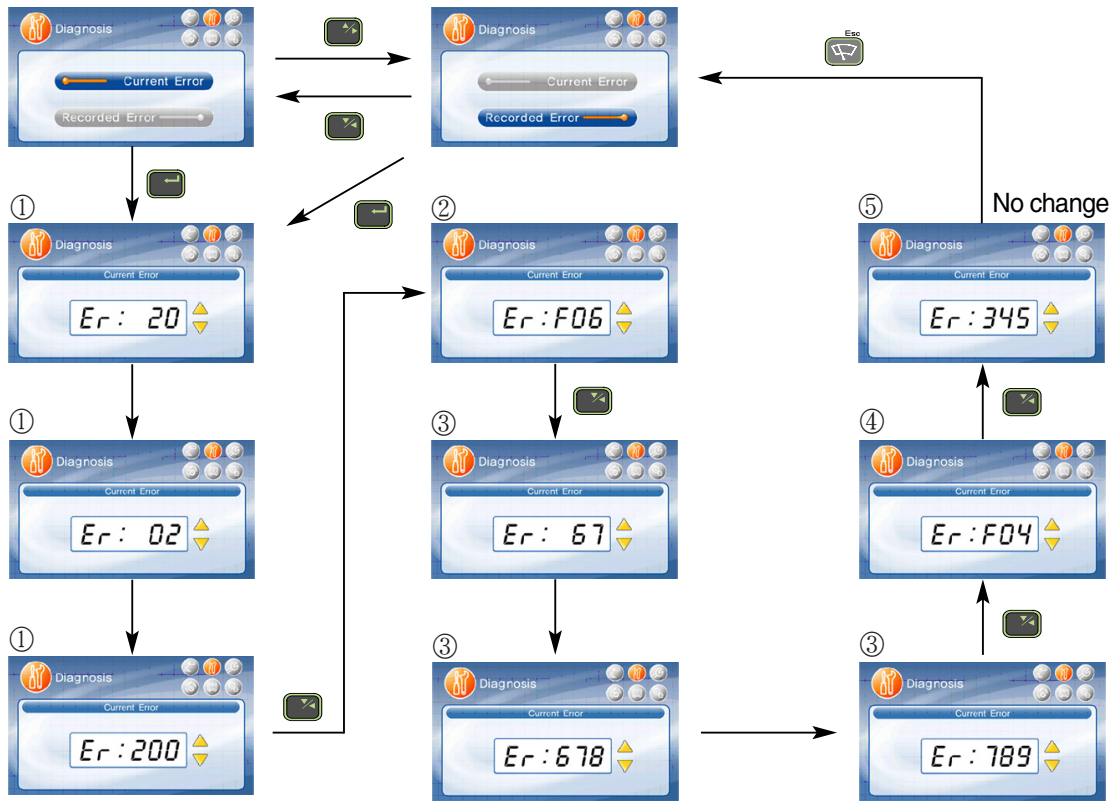 Diagnosis
Current Error
Recorded Error
Diagnosis
Current Error
Recorded Error
Esc
①
Diagnosis
Current Error
Er: 20
①
Diagnosis
Current Error
Er: 02
①
Diagnosis
Current Error
Er:200
②
Diagnosis
Current Error
Er:F06
③
Diagnosis
Current Error
Er: 67
③
Diagnosis
Current Error
Er:678
③
Diagnosis
Current Error
Er:789
④
Diagnosis
Current Error
Er:F04
⑤
No change
Diagnosis
Current Error
Er:345